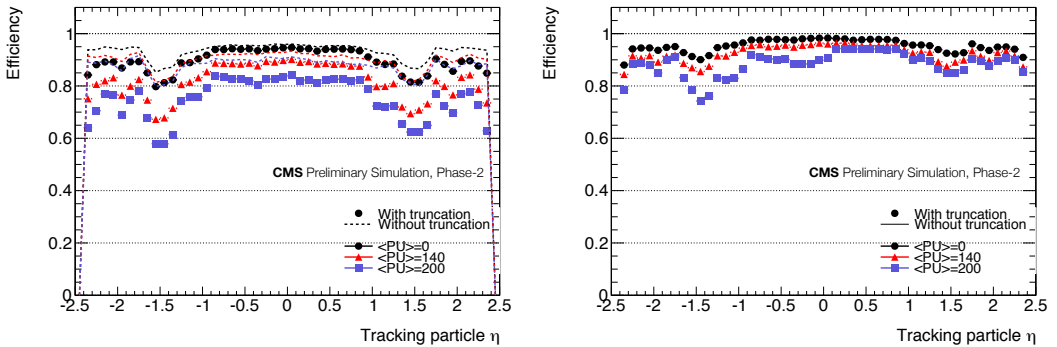 Efficiency
1
0.8
0.6
0.4
0.2
0
CMS Preliminary Simulation, Phase-2
With truncation
Without truncation
<PU>=0
<PU>=140
<PU>=200
-2.5 -2 -1.5 -1 -0.5 0 0.5 1 1.5 2 2.5
Tracking particle η
Efficiency
1
0.8
0.6
0.4
0.2
0
CMS Preliminary Simulation, Phase-2
With truncation
Without truncation
<PU>=0
<PU>=140
<PU>=200
-2.5 -2 -1.5 -1 -0.5 0 0.5 1 1.5 2 2.5
Tracking particle η